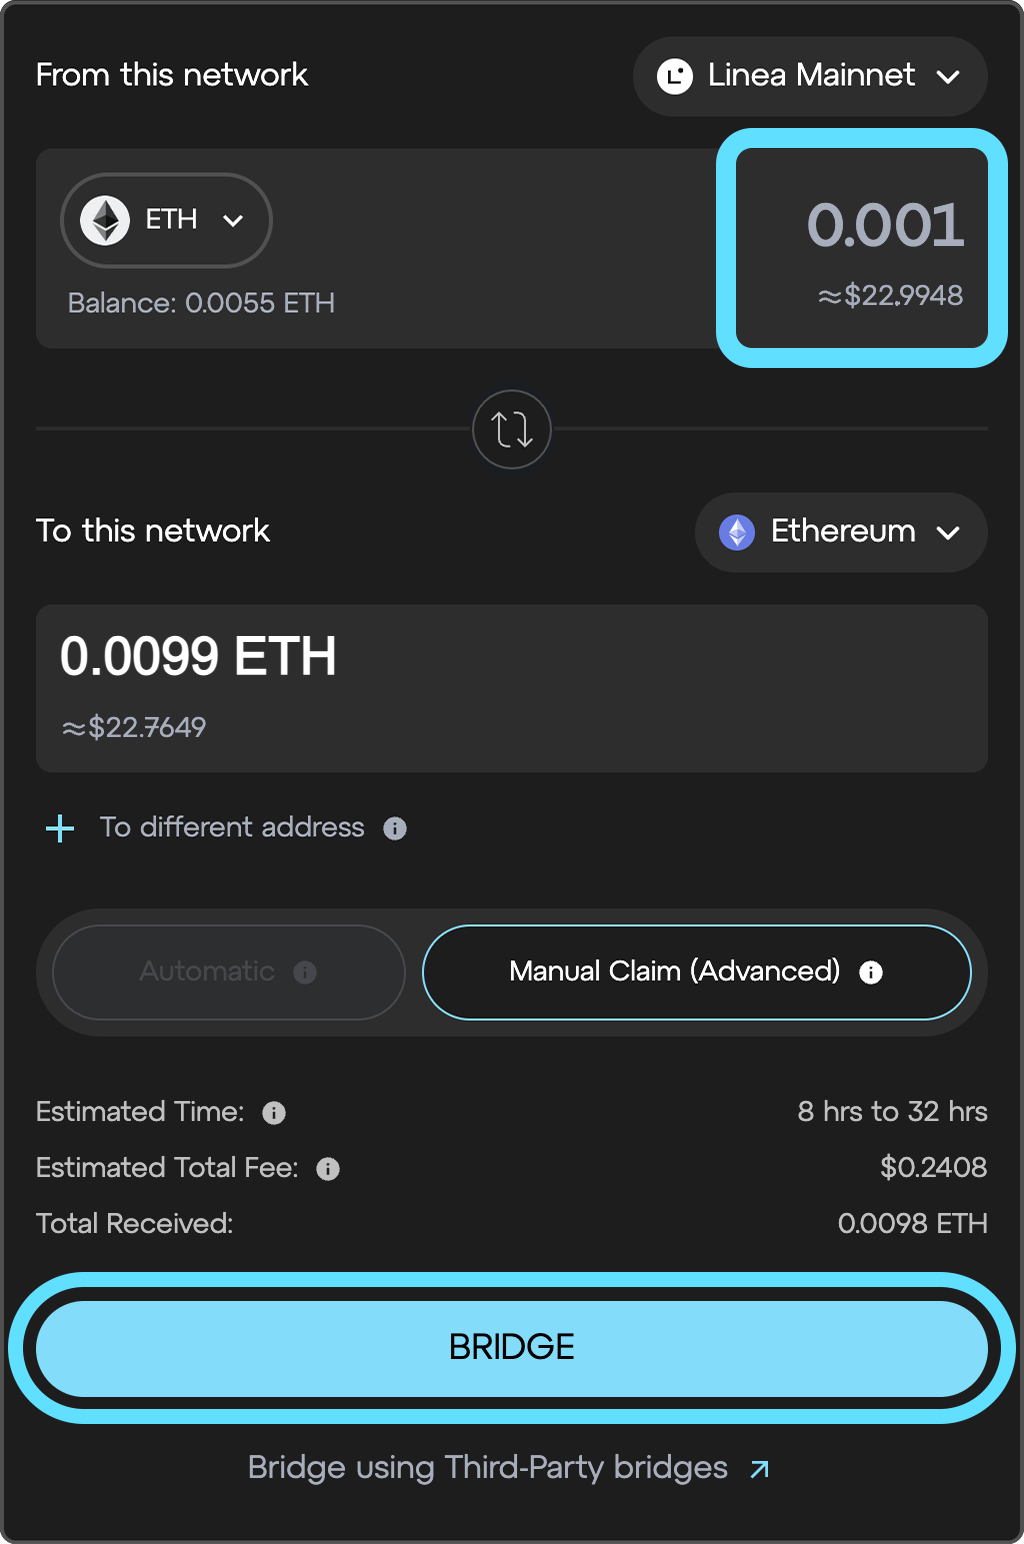 From this network
Linea Mainnet
ETH
0.001
Balance: 0.0055 ETH
≈$22.9948
To this network
Ethereum
0.0099 ETH
≈$22.7649
To different address
Automatic
Manual Claim (Advanced)
Estimated Time:
8 hrs to 32 hrs
Estimated Total Fee:
$0.2408
Total Received:
0.0098 ETH
BRIDGE
Bridge using Third-Party bridges